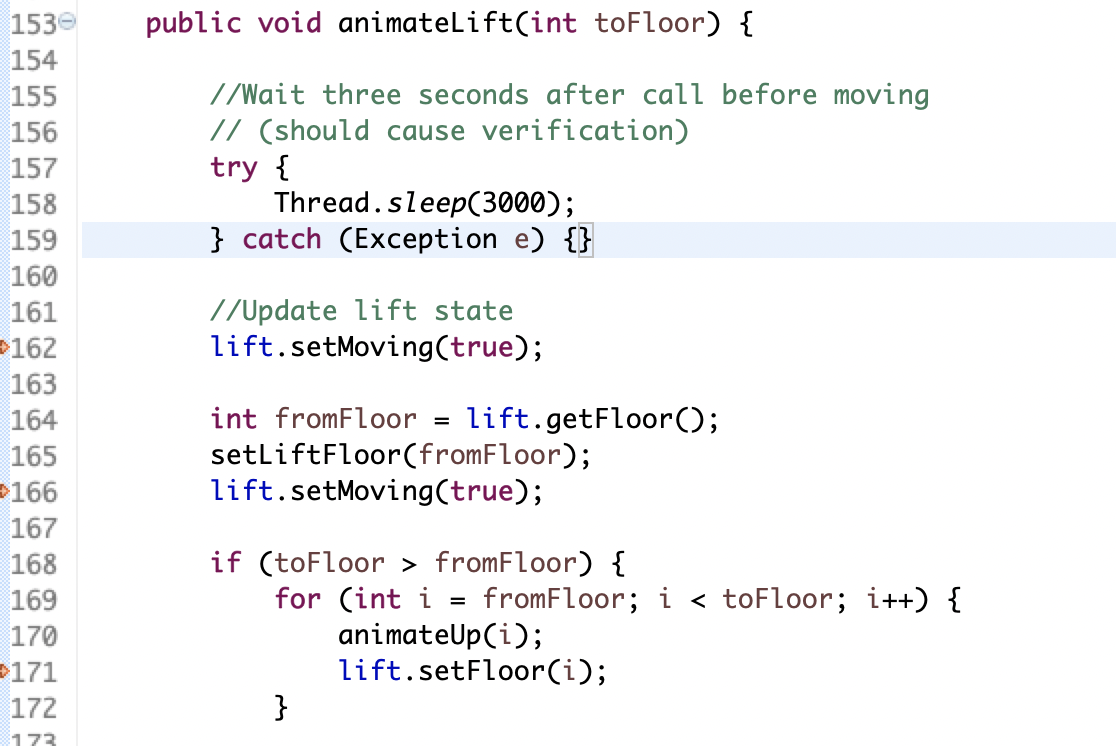 153 public void animateLift(int toFloor) {
154
155 //Wait three seconds after call before moving
156 // (should cause verification)
157 try {
158 Thread.sleep(3000);
159 } catch (Exception e) {}
160
161 //Update lift state
162 lift.setMoving(true);
163
164 int fromFloor = lift.getFloor();
165 setLiftFloor(fromFloor);
166 lift.setMoving(true);
167
168 if (toFloor > fromFloor) {
169 for (int i = fromFloor; i < toFloor; i++) {
170 animateUp(i);
171 lift.setFloor(i);
172 }
173